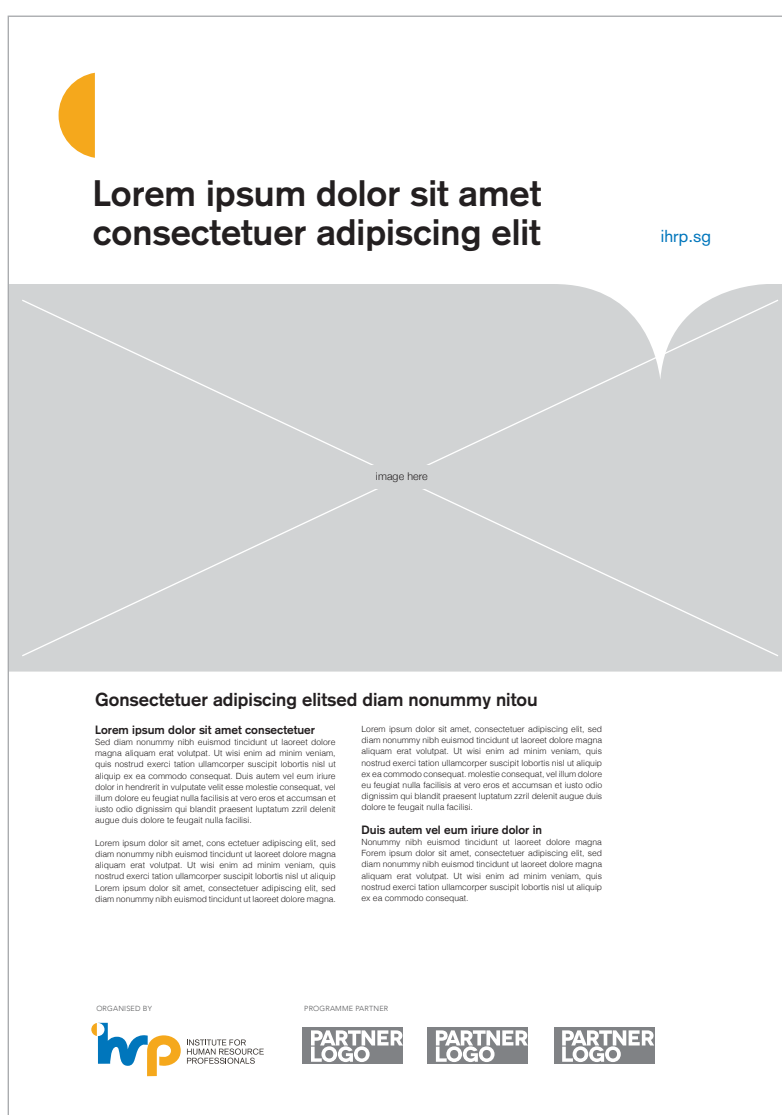 Lorem ipsum dolor sit amet
consectetuer adipiscing elit
ihrp.sg
image here
Gonsectetuer adipiscing elitsed diam nonummy nitou
Lorem ipsum dolor sit amet consectetuer
Sed diam nonummy nibh euismod tincidunt ut laoreet dolore
magna aliquam erat volutpat. Ut wisi enim ad minim veniam,
quis nostrud exerci tation ullamcorper suscipit lobortis nisl ut
aliquip ex ea commodo consequat. Duis autem vel eum iriure
dolor in hendrerit in vulputate velit esse molestie consequat, vel
illum dolore eu feugiat nulla facilisis at vero eros et accumsan et
iusto odio dignissim qui blandit praesent luptatum zzril delenit
augue duis dolore te feugait nulla facilisi.
Lorem ipsum dolor sit amet, cons ectetuer adipiscing elit, sed
diam nonummy nibh euismod tincidunt ut laoreet dolore magna
aliquam erat volutpat. Ut wisi enim ad minim veniam, quis
nostrud exerci tation ullamcorper suscipit lobortis nisl ut aliquip
Lorem ipsum dolor sit amet, consectetuer adipiscing elit, sed
diam nonummy nibh euismod tincidunt ut laoreet dolore magna.
Lorem ipsum dolor sit amet, consectetuer adipiscing elit, sed
diam nonummy nibh euismod tincidunt ut laoreet dolore magna
aliquam erat volutpat. Ut wisi enim ad minim veniam, quis
nostrud exerci tation ullamcorper suscipit lobortis nisl ut aliquip
ex ea commodo consequat. molestie consequat, vel illum dolore
eu feugiat nulla facilisis at vero eros et accumsan et iusto odio
dignissim qui blandit praesent luptatum zzril delenit augue duis
dolore te feugait nulla facilisi.
Duis autem vel eum iriure dolor in
Nonummy nibh euismod tincidunt ut laoreet dolore magna
Forem ipsum dolor sit amet, consectetuer adipiscing elit, sed
diam nonummy nibh euismod tincidunt ut laoreet dolore magna
aliquam erat volutpat. Ut wisi enim ad minim veniam, quis
nostrud exerci tation ullamcorper suscipit lobortis nisl ut aliquip
ex ea commodo consequat.
ORGANISED BY
ihrp
INSTITUTE FOR
HUMAN RESOURCE
PROFESSIONALS
PROGRAMME PARTNER
PARTNER
LOGO
PARTNER
LOGO
PARTNER
LOGO